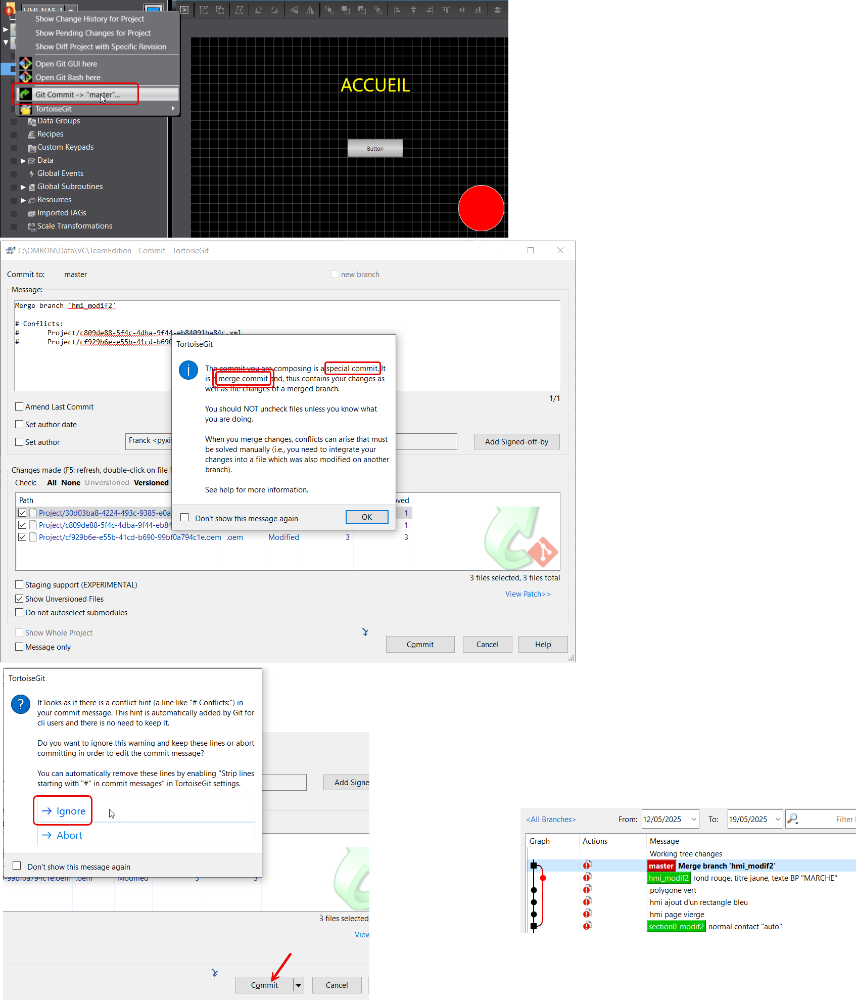 HMI-NA5-1
Show Change History for Project
Show Pending Changes for Project
Show Diff Project with Specific Revision
Open Git GUI here
Open Git Bash here
Git Commit -> "master"...
TortoiseGit
Data Groups
Recipes
Custom Keypads
Data
Global Events
Global Subroutines
Resources
Imported IAGs
Scale Transformations
ACCUEIL
Button
C:\OMRON\Data\VC\TeamEdition - Commit - TortoiseGit
Commit to: master
new branch
Message:
Merge branch 'hmi_modif2'
# Conflicts:
# Project/c809de88-5f4c-4dba-9f44-eb84091ba84c.xml
# Project/cf929b6e-e55b-41cd-b690
1/1
Amend Last Commit
Set author date
Set author
Franck <pyxi
Add Signed-off-by
Changes made (F5: refresh, double-click on file f
Check: All None Unversioned Versioned
Path
oved
Project/30d03ba8-4224-493c-9385-e0a
1
Project/c809de88-5f4c-4dba-9f44-eb84
1
Project/cf929b6e-e55b-41cd-b690-99bf0a794c1e.oem .oem Modified 3 3
3 files selected, 3 files total
View Patch>>
Staging support (EXPERIMENTAL)
Show Unversioned Files
Do not autoselect submodules
Show Whole Project
Message only
Commit
Cancel
Help
TortoiseGit
The commit you are composing is a special commit. It
is a merge commit and, thus contains your changes as
well as the changes of a merged branch.
You should NOT uncheck files unless you know what
you are doing.
When you merge changes, conflicts can arise that must
be solved manually (i.e., you need to integrate your
changes into a file which was also modified on another
branch).
See help for more information.
Don't show this message again
OK
TortoiseGit
It looks as if there is a conflict hint (a line like "# Conflicts:") in
your commit message. This hint is automatically added by Git for
cli users and there is no need to keep it.
Do you want to ignore this warning and keep these lines or abort
committing in order to edit the commit message?
You can automatically remove these lines by enabling "Strip lines
starting with "#" in commit messages" in TortoiseGit settings.
Ignore
Abort
Don't show this message again
Add Signe
0-99bf0a794c1e.oem .oem Modified 3 3
3 files selected,
View
Commit
Cancel
<All Branches>
From: 12/05/2025
To: 19/05/2025
Filter
Graph Actions Message
Working tree changes
master Merge branch 'hmi_modif2'
hmi_modif2 rond rouge, titre jaune, texte BP "MARCHE"
polygone vert
hmi ajout d'un rectangle bleu
hmi page vierge
section0_modif2 normal contact "auto"